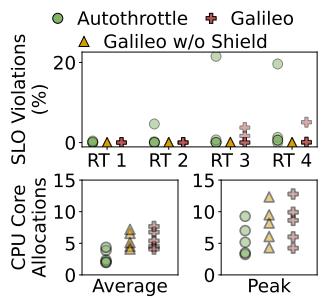 Autothrottle Galileo
Galileo w/o Shield
SLO Violations
(%)
20
0
RT 1 RT 2 RT 3 RT 4
CPU Core
Allocations
15
10
5
0
Average
15
10
5
0
Peak